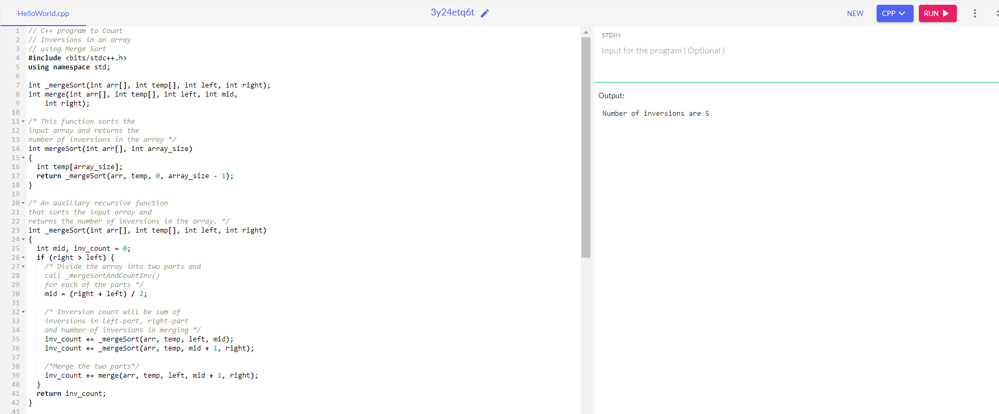 HelloWorld.cpp
3y24etq6t
NEW
CPP
RUN
1 // C++ program to Count
2 // Inversions in an array
3 // using Merge Sort
4 #include <bits/stdc++.h>
5 using namespace std;
6
7 int _mergeSort(int arr[], int temp[], int left, int right);
8 int merge(int arr[], int temp[], int left, int mid,
9     int right);
10
11 /* This function sorts the
12 input array and returns the
13 number of inversions in the array */
14 int mergeSort(int arr[], int array_size)
15 {
16   int temp[array_size];
17   return _mergeSort(arr, temp, 0, array_size - 1);
18 }
19
20 /* An auxiliary recursive function
21 that sorts the input array and
22 returns the number of inversions in the array. */
23 int _mergeSort(int arr[], int temp[], int left, int right)
24 {
25   int mid, inv_count = 0;
26   if (right > left) {
27     /* Divide the array into two parts and
28     call _mergeSortAndCountInv()
29     for each of the parts */
30     mid = (right + left) / 2;
31
32     /* Inversion count will be sum of
33     inversions in left-part, right-part
34     and number of inversions in merging */
35     inv_count += _mergeSort(arr, temp, left, mid);
36     inv_count += _mergeSort(arr, temp, mid + 1, right);
37
38     /*Merge the two parts*/
39     inv_count += merge(arr, temp, left, mid + 1, right);
40   }
41   return inv_count;
42 }
43
STDIN
Input for the program ( Optional )
Output:
Number of inversions are 5